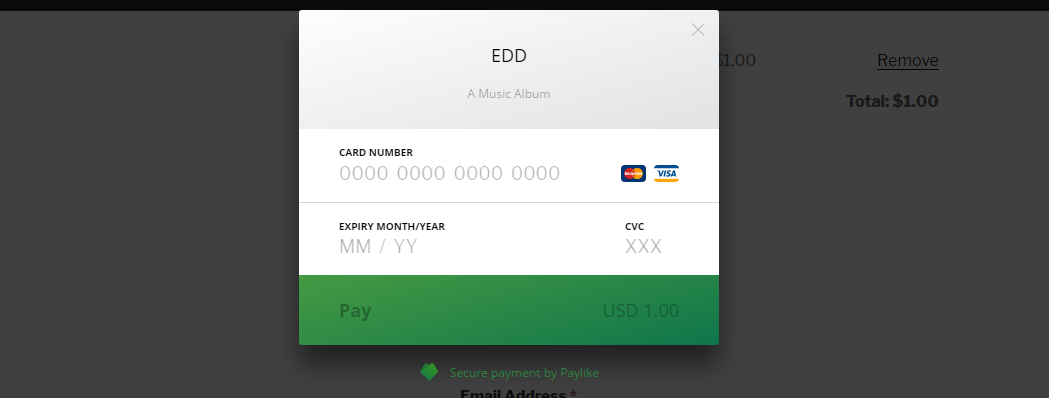 EDD
A Music Album
$1.00 Remove
Total: $1.00
CARD NUMBER
0000 0000 0000 0000
MasterCard VISA
EXPIRY MONTH/YEAR CVC
MM / YY XXX
Pay USD 1.00
Secure payment by Paylike
Email Address *